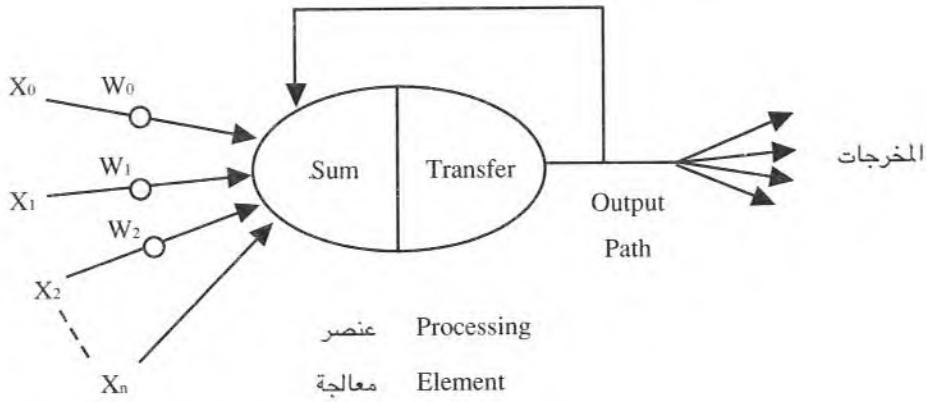 X0 W0
X1 W1
X2 W2
Xn
Sum Transfer
Output
Path
المخرجات
عنصر Processing
معالجة Element